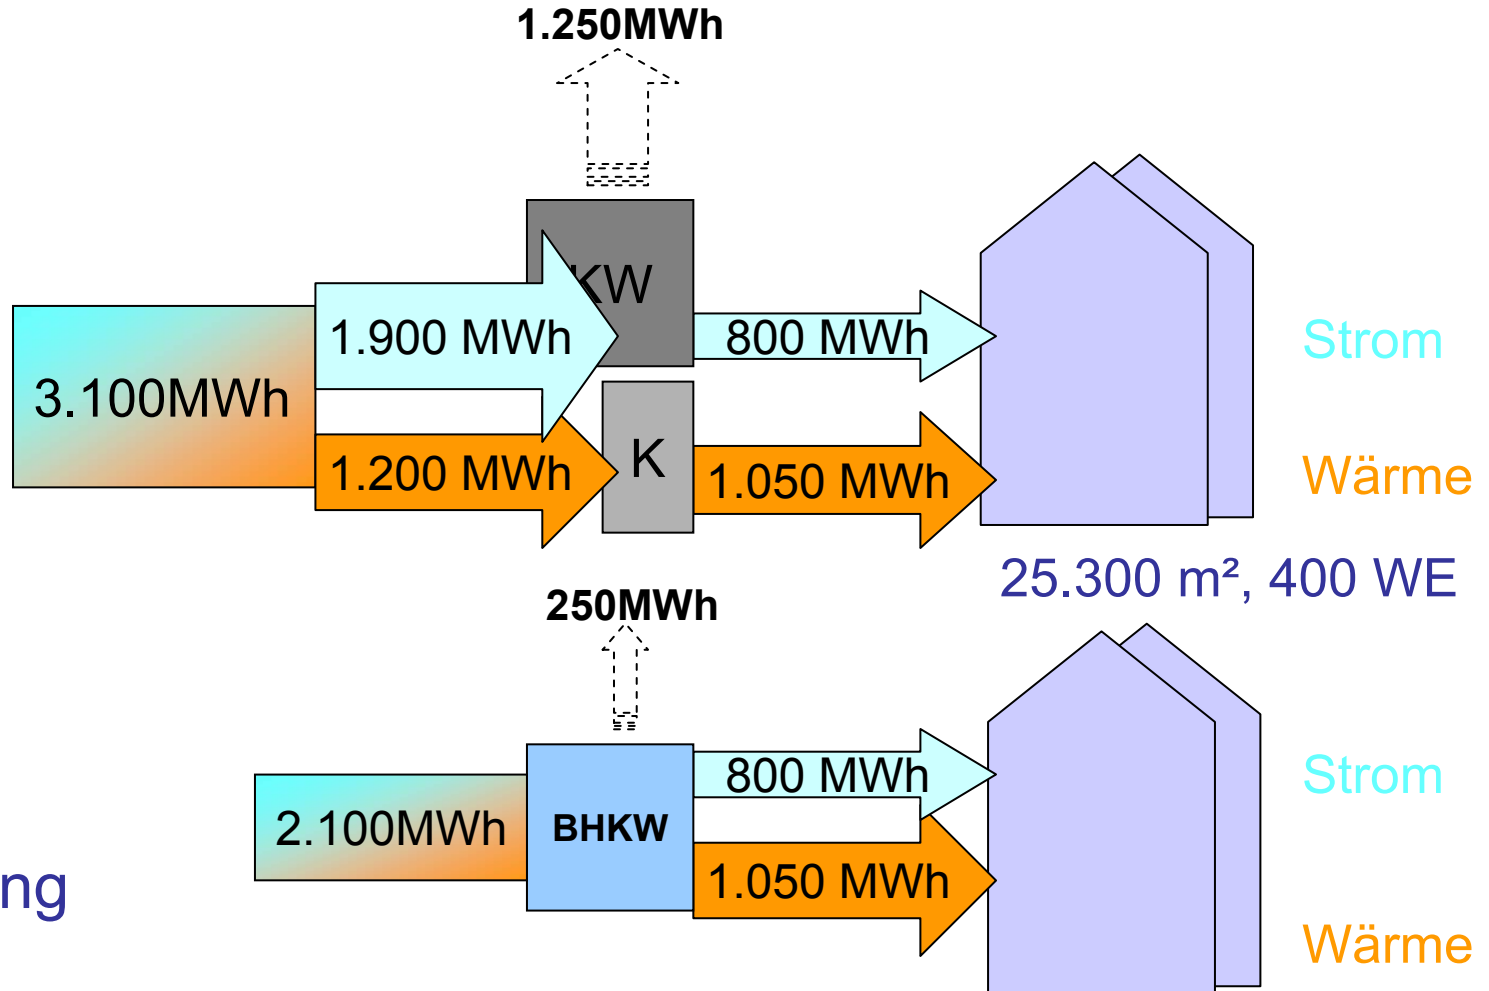 1.250MWh
KW
1.900 MWh
800 MWh
Strom
3.100MWh
1.200 MWh
K
1.050 MWh
Wärme
25.300 m², 400 WE
250MWh
800 MWh
Strom
2.100MWh
BHKW
1.050 MWh
ng
Wärme